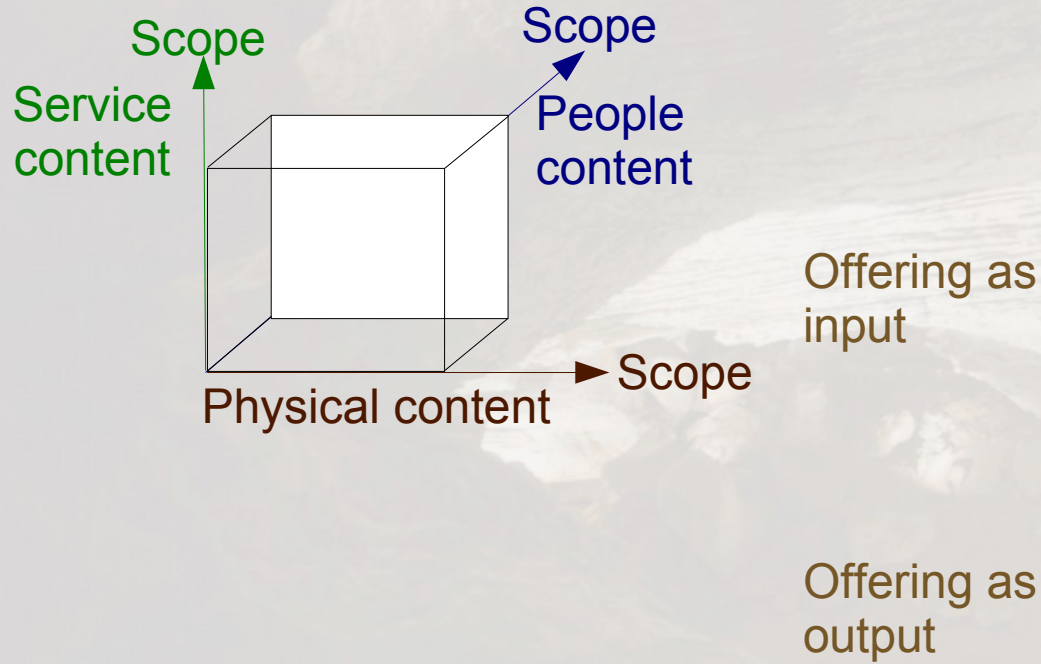 Scope
Service
content
Scope
People
content
Scope
Physical content
Offering as
input
Offering as
output